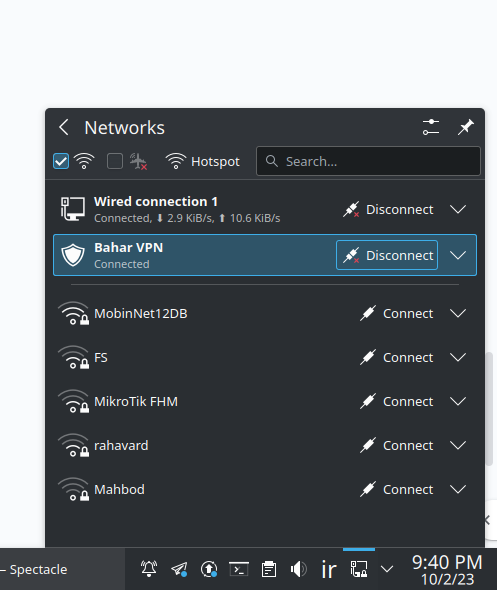 Networks
Hotspot
Search...
Wired connection 1
Connected, ⬇ 2.9 KiB/s, ⬆ 10.6 KiB/s
Disconnect
Bahar VPN
Connected
Disconnect
MobinNet12DB
Connect
FS
Connect
MikroTik FHM
Connect
rahavard
Connect
Mahbod
Connect
– Spectacle
ir
9:40 PM
10/2/23